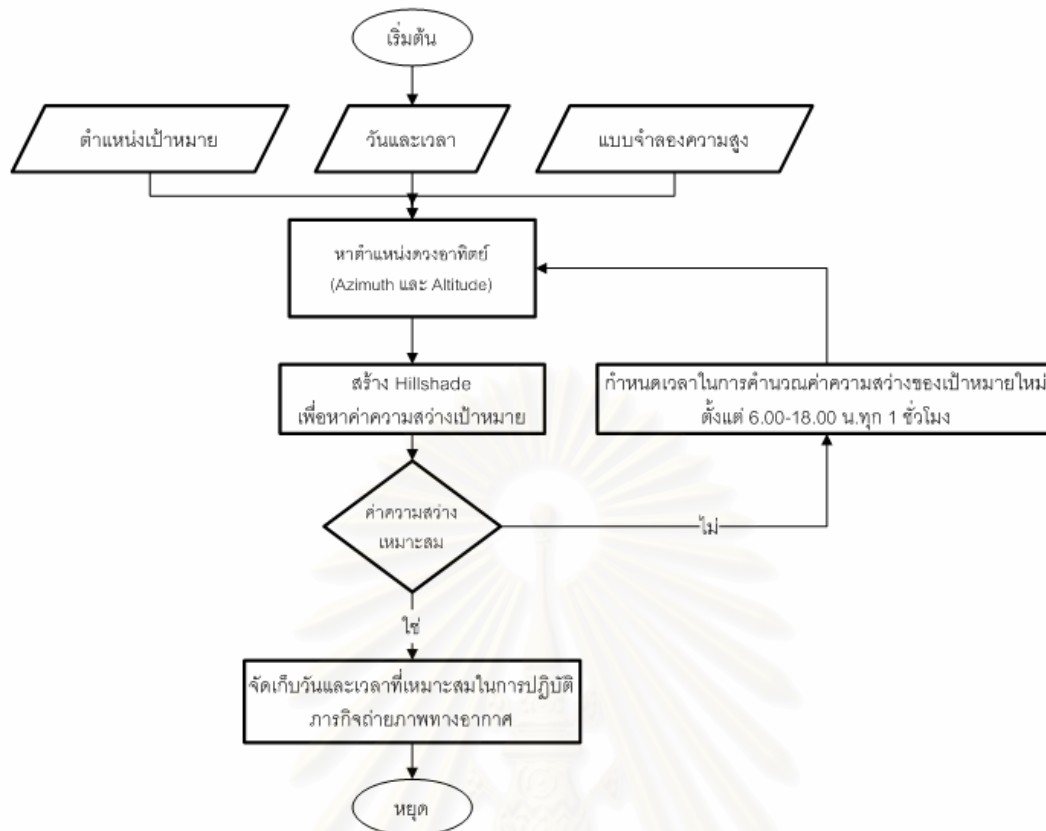 เริ่มต้น
ตำแหน่งเป้าหมาย
วันและเวลา
แบบจำลองความสูง
หาตำแหน่งดวงอาทิตย์
(Azimuth และ Altitude)
สร้าง Hillshade
เพื่อหาค่าความสว่างเป้าหมาย
กำหนดเวลาในการคำนวณค่าความสว่างของเป้าหมายใหม่
ตั้งแต่ 6.00-18.00 น.ทุก 1 ชั่วโมง
ค่าความสว่าง
เหมาะสม
ไม่
ใช่
จัดเก็บวันและเวลาที่เหมาะสมในการปฏิบัติ
ภารกิจถ่ายภาพทางอากาศ
หยุด